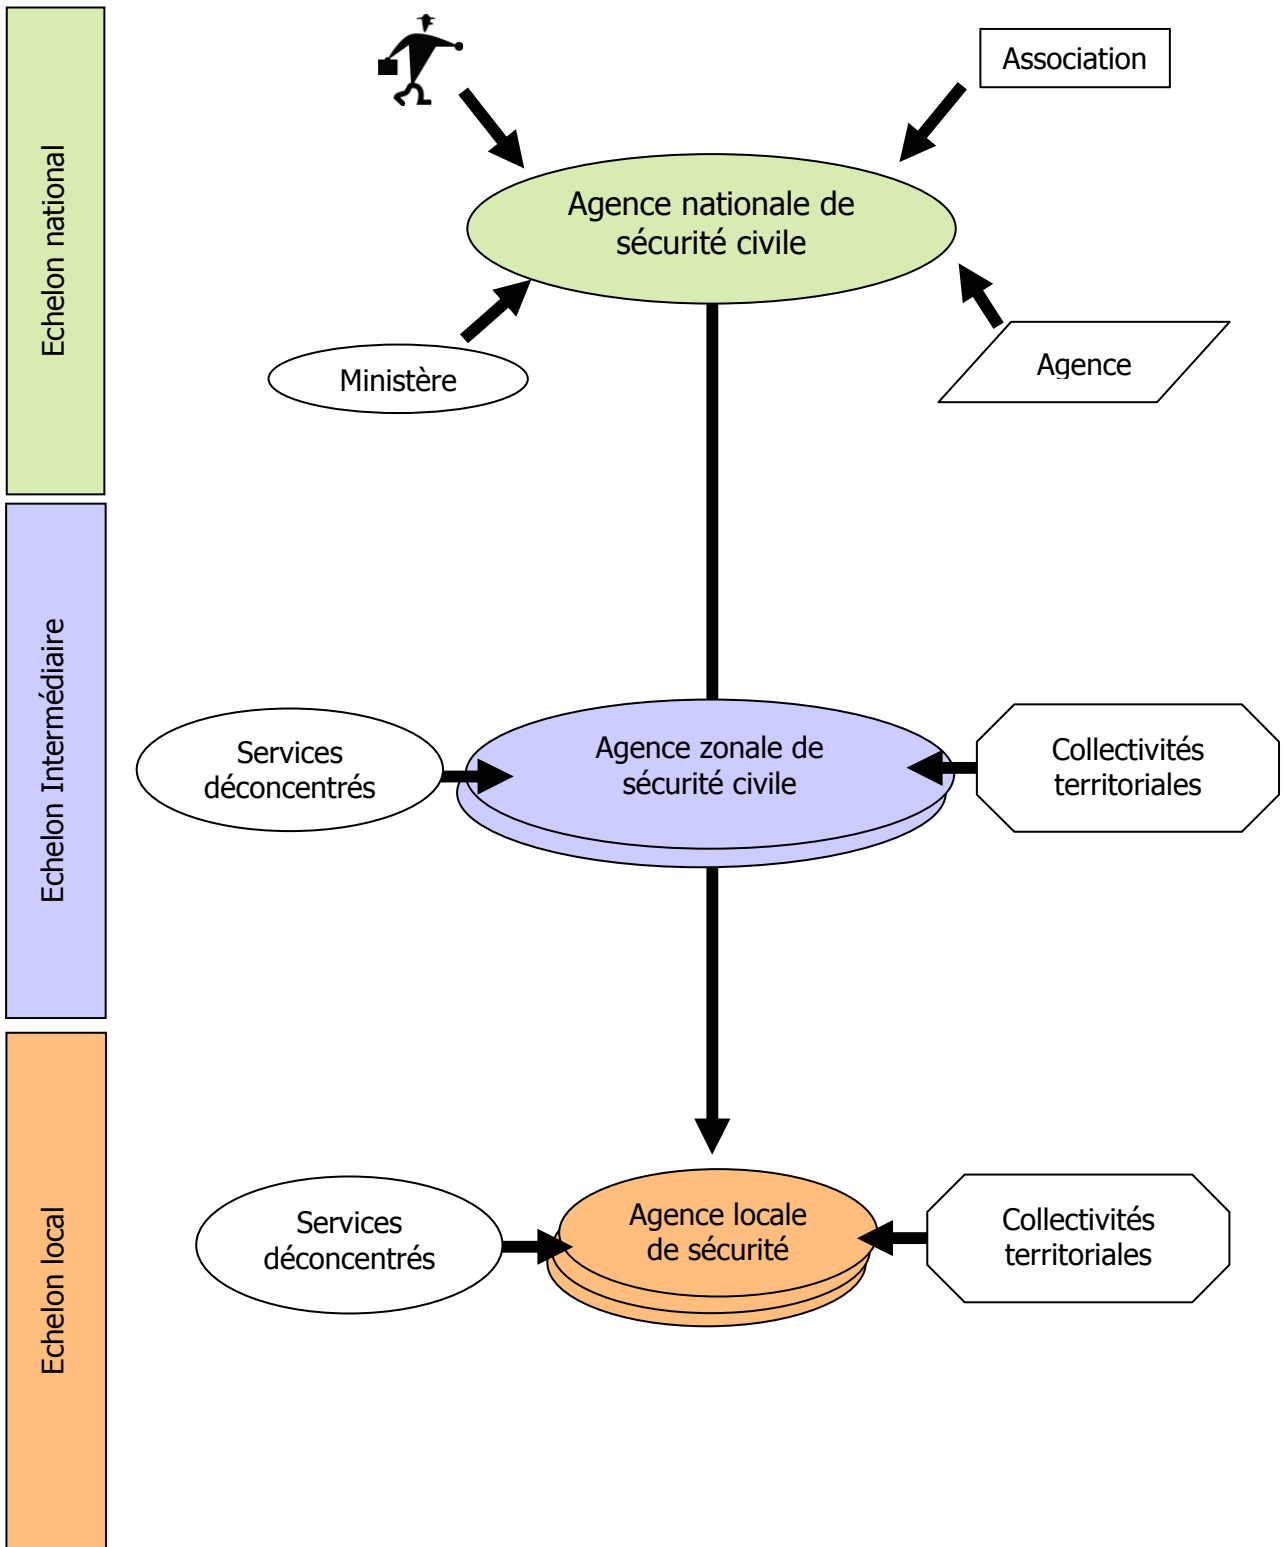 Echelon national
Association
Agence nationale de
sécurité civile
Ministère
Agence
Echelon Intermédiaire
Services
déconcentrés
Agence zonale de
sécurité civile
Collectivités
territoriales
Echelon local
Services
déconcentrés
Agence locale
de sécurité
Collectivités
territoriales